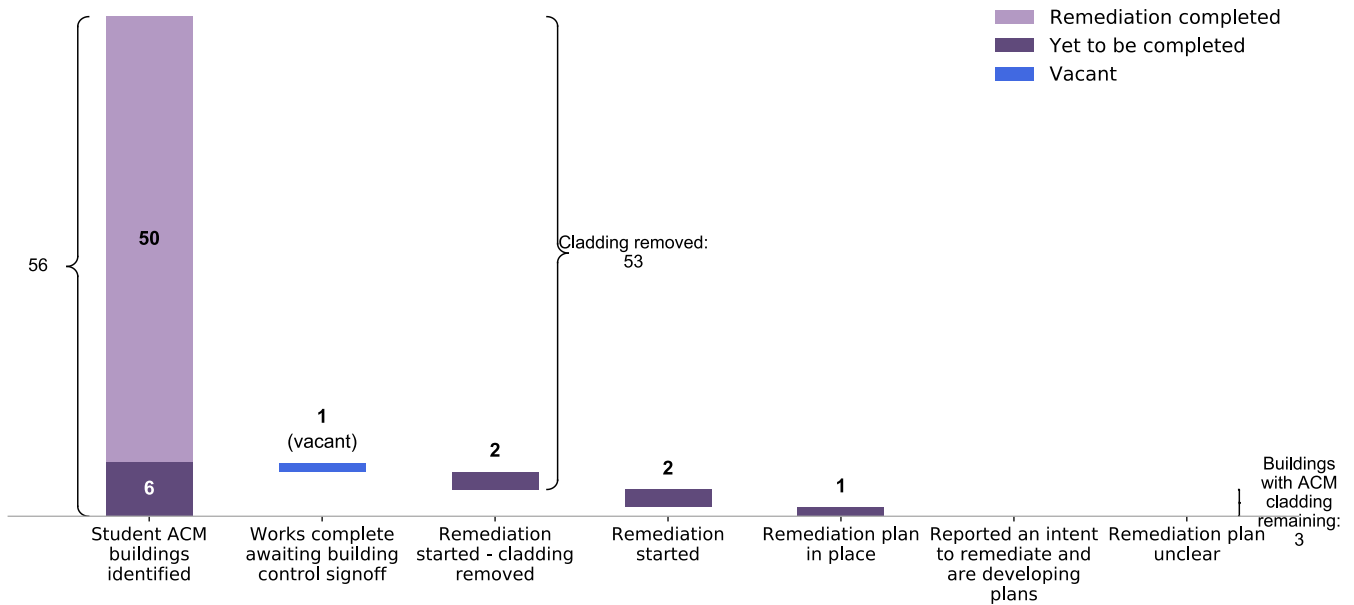 Remediation completed
Yet to be completed
Vacant
50
56
Cladding removed:
53
6
1
(vacant)
2
2
1
Buildings
with ACM
cladding
remaining:
3
Student ACM
buildings
identified
Works complete
awaiting building
control signoff
Remediation
started - cladding
removed
Remediation
started
Remediation plan
in place
Reported an intent
to remediate and
are developing
plans
Remediation plan
unclear